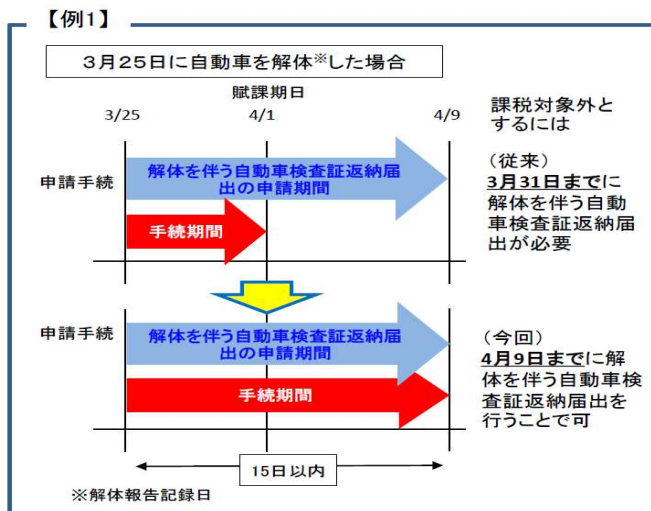 【例1】
3月25日に自動車を解体※した場合
賦課期日
3/25
4/1
4/9
課税対象外と
するには
申請手続
解体を伴う自動車検査証返納届
出の申請期間
手続期間
(従来)
3月31日までに
解体を伴う自動
車検査証返納届
出が必要
申請手続
解体を伴う自動車検査証返納届
出の申請期間
手続期間
(今回)
4月9日までに解
体を伴う自動車検
査証返納届出を
行うことで可
15日以内
※解体報告記録日